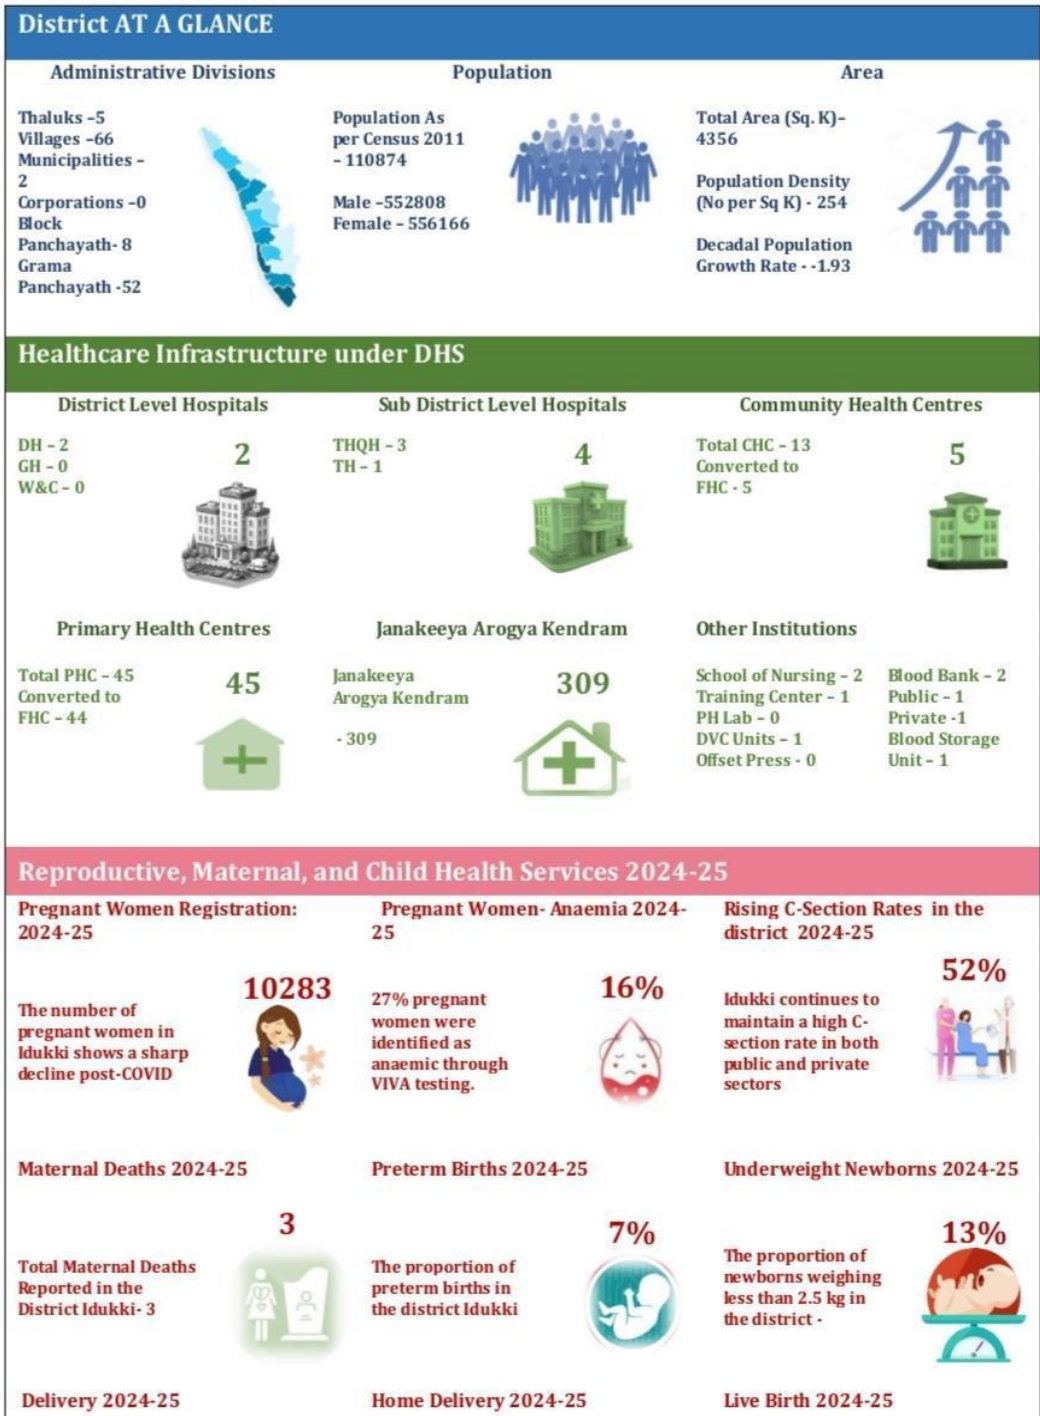 District AT A GLANCE
Administrative Divisions
Thaluks –5
Villages –66
Municipalities –
2
Corporations –0
Block
Panchayath- 8
Grama
Panchayath -52
Population
Population As
per Census 2011
– 110874
Male –552808
Female – 556166
Area
Total Area (Sq. K)–
4356
Population Density
(No per Sq K) - 254
Decadal Population
Growth Rate - -1.93
Healthcare Infrastructure under DHS
District Level Hospitals
DH – 2
GH – 0
W&C – 0
2
Sub District Level Hospitals
THQH – 3
TH – 1
4
Community Health Centres
Total CHC – 13
Converted to
FHC - 5
5
Primary Health Centres
Total PHC – 45
Converted to
FHC – 44
45
Janakeeya Arogya Kendram
Janakeeya
Arogya Kendram
- 309
309
Other Institutions
School of Nursing – 2
Training Center – 1
PH Lab – 0
DVC Units – 1
Offset Press - 0
Blood Bank – 2
Public – 1
Private -1
Blood Storage
Unit – 1
Reproductive, Maternal, and Child Health Services 2024-25
Pregnant Women Registration:
2024-25
10283
The number of
pregnant women in
Idukki shows a sharp
decline post-COVID
Pregnant Women- Anaemia 2024-
25
16%
27% pregnant
women were
identified as
anaemic through
VIVA testing.
Rising C-Section Rates in the
district 2024-25
52%
Idukki continues to
maintain a high C-
section rate in both
public and private
sectors
Maternal Deaths 2024-25
3
Total Maternal Deaths
Reported in the
District Idukki- 3
Preterm Births 2024-25
7%
The proportion of
preterm births in
the district Idukki
Underweight Newborns 2024-25
13%
The proportion of
newborns weighing
less than 2.5 kg in
the district -
Delivery 2024-25
Home Delivery 2024-25
Live Birth 2024-25